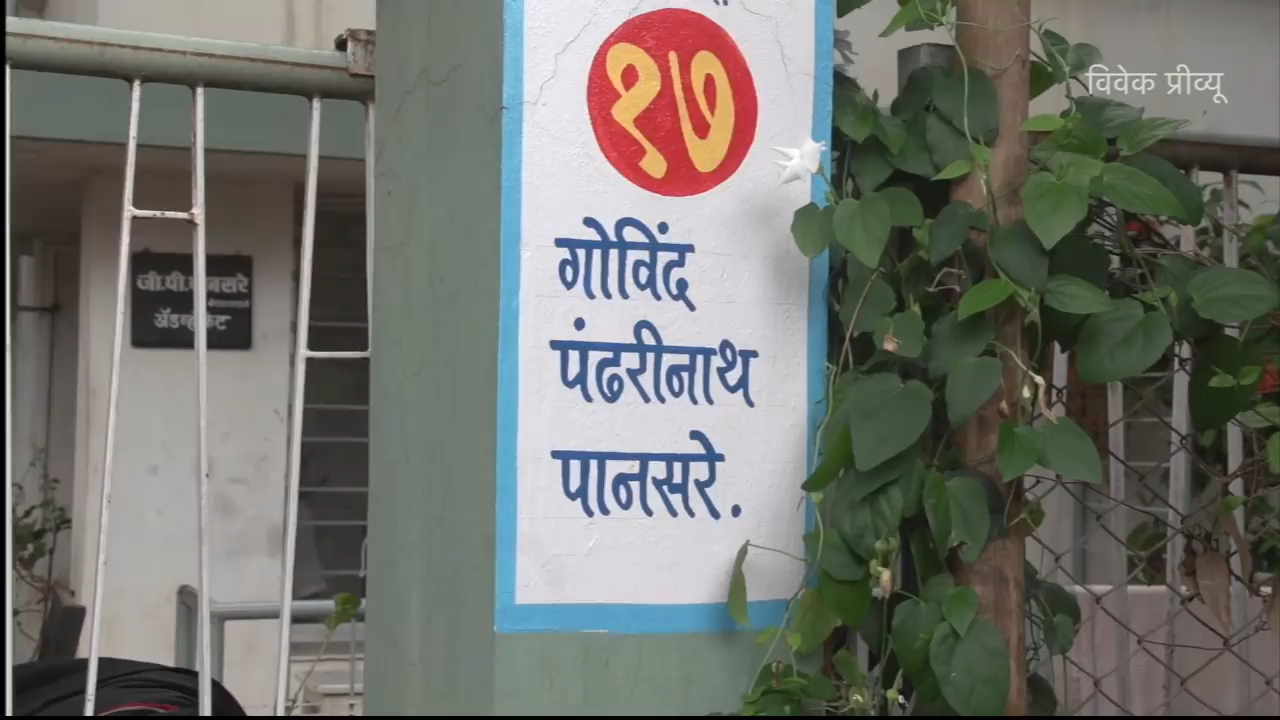 १७
विवेक प्रीव्यू
गोविंद
पंढरीनाथ
पानसरे.
जी.पी.पानसरे
ॲडव्होकेट